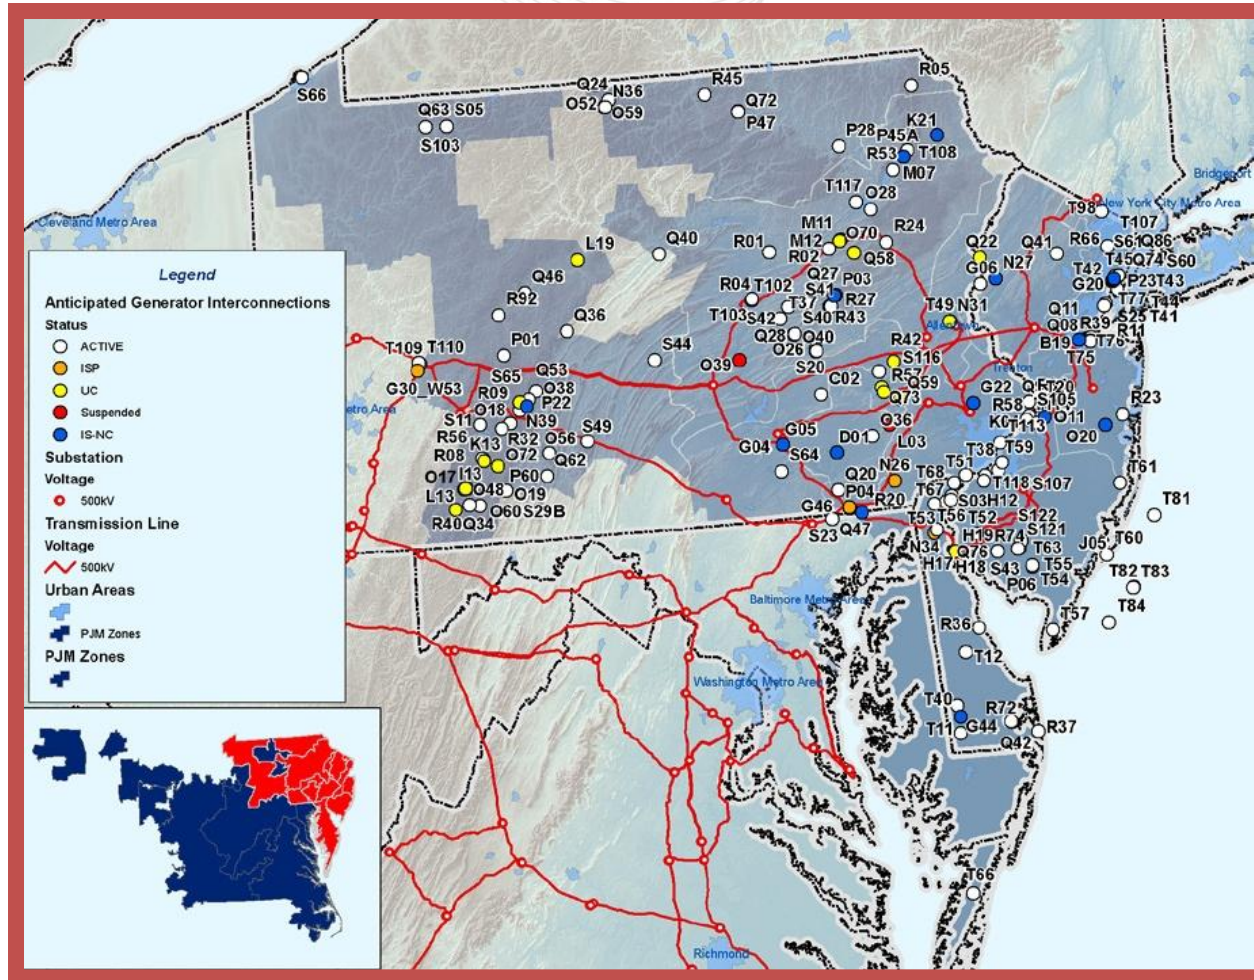 S66
Q24
N36
O52
O59
R45
Q72
P47
R05
Q63 S05
S103
K21
P28
P45A
R53
T108
M07
T117
O28
Bridgeport
New York City Metro Area
T98
T107
Cleveland Metro Area
L19
Q40
R01
M11
M12
R02
O70
Q58
R24
Q22
G06
N27
Q41
R66
S61
Q86
T45
Q74
S60
T42
G20
P23
T43
Q46
R92
Q36
R04
T102
T103
S42
Q27
S41
P03
T37
S40
R27
R43
Q28
O26
O40
S20
T49
N31
Allentown
Q11
Q08
B19
R39
T75
T76
R11
T77
S25
T44
T41
Legend
Anticipated Generator Interconnections
Status
ACTIVE
ISP
UC
Suspended
IS-NC
Substation
Voltage
500kV
Transmission Line
Voltage
500kV
Urban Areas
PJM Zones
PJM Zones
T109
T110
G30_W53
P01
S65
Q53
R09
O38
O18
P22
S11
N39
S44
O39
R42
S116
R57
Q59
Q73
C02
Trenton
G22
R58
T20
S105
T113
O11
R23
O20
R56
K13
R08
R32
O56
O72
Q62
S49
G05
G04
S64
D01
O36
L03
T38
T59
T61
O17
I13
L13
O48
P60
O19
O60
S29B
R40
Q34
Q20
P04
G46
S23
Q47
N26
R20
T68
T51
T67
S03
H12
T118
S107
T81
T53
T56
T52
N34
H19
R74
S122
S121
H17
Q76
H18
S43
T63
T55
P06
T54
J05
T60
T82
T83
T84
T57
Baltimore Metro Area
R36
T12
Washington Metro Area
T40
T11
G44
R72
Q42
R37
T66
Richmond